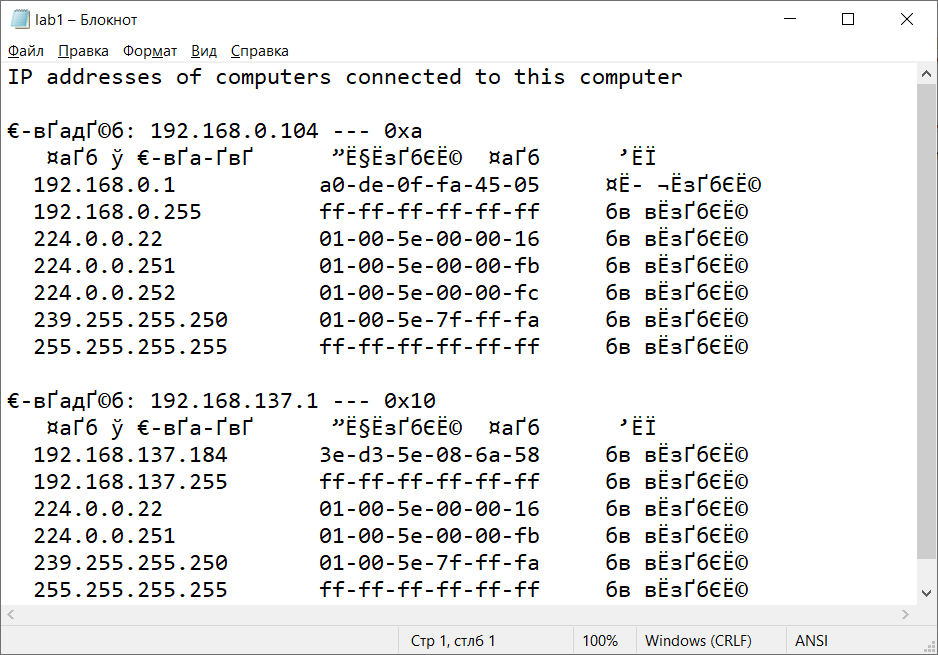 lab1 – Блокнот
Файл Правка Формат Вид Справка
IP addresses of computers connected to this computer
€-вҐадҐ©б: 192.168.0.104 --- 0xa
¤аҐб ў €-вҐа-ҐвҐ ”Ё§ЁзҐбЄЁ© ¤аҐб ’ЁЇ
192.168.0.1 a0-de-0f-fa-45-05 ¤Ё- ¬ЁзҐбЄЁ©
192.168.0.255 ff-ff-ff-ff-ff-ff бв вЁзҐбЄЁ©
224.0.0.22 01-00-5e-00-00-16 бв вЁзҐбЄЁ©
224.0.0.251 01-00-5e-00-00-fb бв вЁзҐбЄЁ©
224.0.0.252 01-00-5e-00-00-fc бв вЁзҐбЄЁ©
239.255.255.250 01-00-5e-7f-ff-fa бв вЁзҐбЄЁ©
255.255.255.255 ff-ff-ff-ff-ff-ff бв вЁзҐбЄЁ©
€-вҐадҐ©б: 192.168.137.1 --- 0x10
¤аҐб ў €-вҐа-ҐвҐ ”Ё§ЁзҐбЄЁ© ¤аҐб ’ЁЇ
192.168.137.184 3e-d3-5e-08-6a-58 бв вЁзҐбЄЁ©
192.168.137.255 ff-ff-ff-ff-ff-ff бв вЁзҐбЄЁ©
224.0.0.22 01-00-5e-00-00-16 бв вЁзҐбЄЁ©
224.0.0.251 01-00-5e-00-00-fb бв вЁзҐбЄЁ©
239.255.255.250 01-00-5e-7f-ff-fa бв вЁзҐбЄЁ©
255.255.255.255 ff-ff-ff-ff-ff-ff бв вЁзҐбЄЁ©
Стр 1, стлб 1 100% Windows (CRLF) ANSI